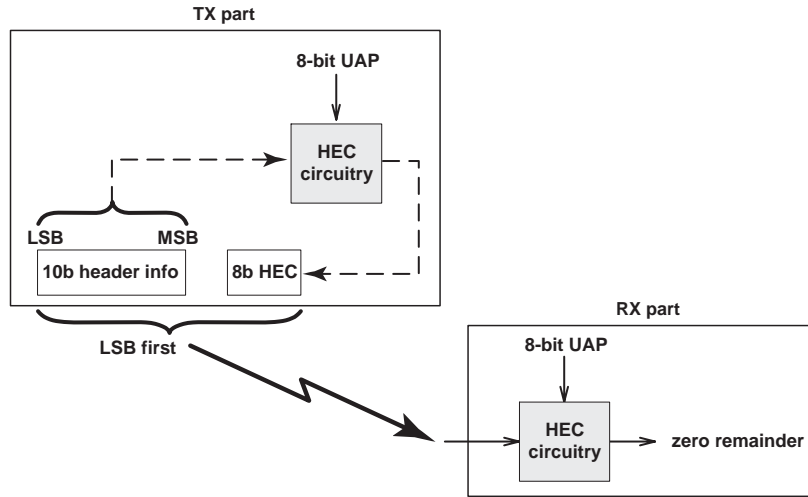 TX part
8-bit UAP
HEC
circuitry
LSB
MSB
10b header info
8b HEC
LSB first
RX part
8-bit UAP
HEC
circuitry
zero remainder